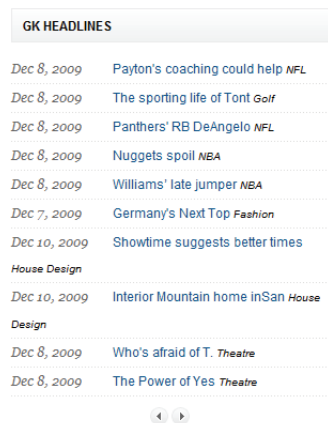 GK HEADLINES
Dec 8, 2009 Payton's coaching could help NFL
Dec 8, 2009 The sporting life of Tont Golf
Dec 8, 2009 Panthers' RB DeAngelo NFL
Dec 8, 2009 Nuggets spoil NBA
Dec 8, 2009 Williams' late jumper NBA
Dec 7, 2009 Germany's Next Top Fashion
Dec 10, 2009 Showtime suggests better times
House Design
Dec 10, 2009 Interior Mountain home inSan House
Design
Dec 8, 2009 Who's afraid of T. Theatre
Dec 8, 2009 The Power of Yes Theatre